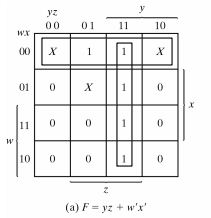 yz y
wx 00 01 11 10
00 X 1 1 X
01 0 X 1 0
x
w
11 0 0 1 0
10 0 0 1 0
z
(a) F = yz + w'x'